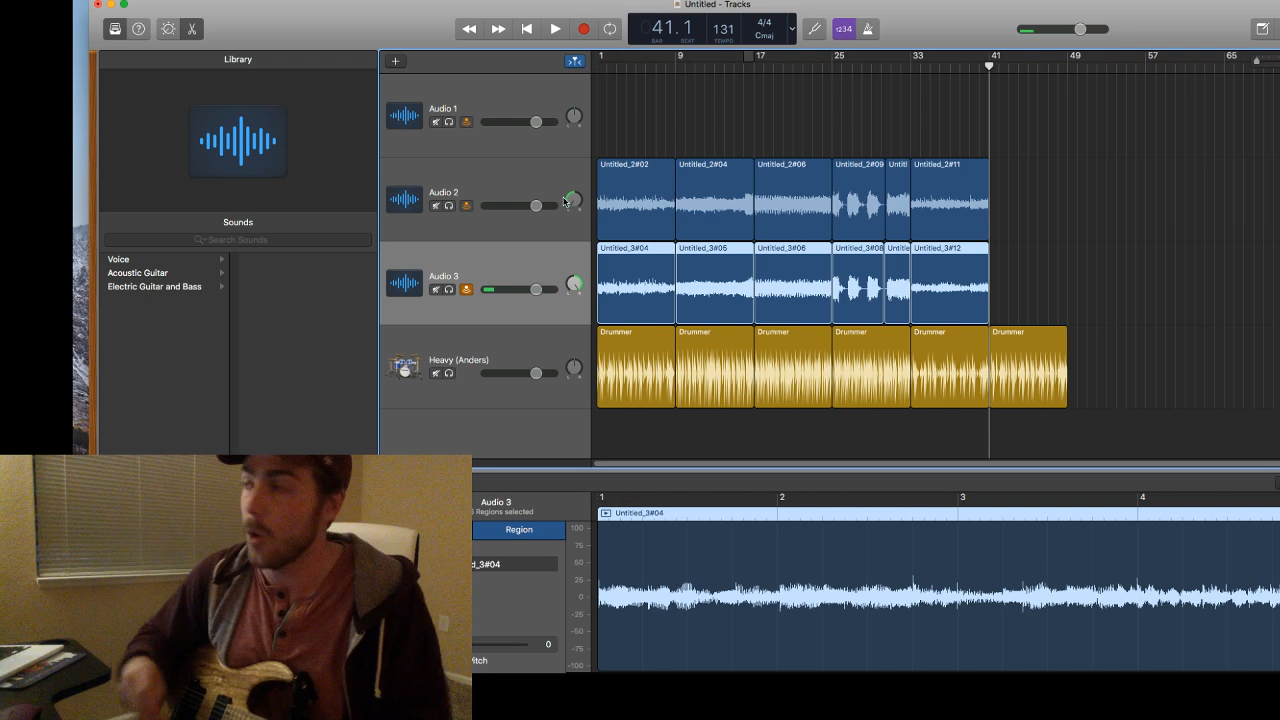 Untitled - Tracks
41.1
BAR BEAT
131
TEMPO
4/4
Cmaj
1234
Library
Sounds
Search Sounds
Voice
Acoustic Guitar
Electric Guitar and Bass
1 9 17 25 33 41 49 57 65
Audio 1
Audio 2
Untitled_2#02 Untitled_2#04 Untitled_2#06 Untitled_2#09 Untitl Untitled_2#11
Audio 3
Untitled_3#04 Untitled_3#05 Untitled_3#06 Untitled_3#08 Untitle Untitled_3#12
Heavy (Anders)
Drummer Drummer Drummer Drummer Drummer Drummer
Audio 3
Regions selected
Region
d_3#04
0
itch
1 2 3 4
Untitled_3#04
100
75
50
25
0
-25
-50
-75
-100